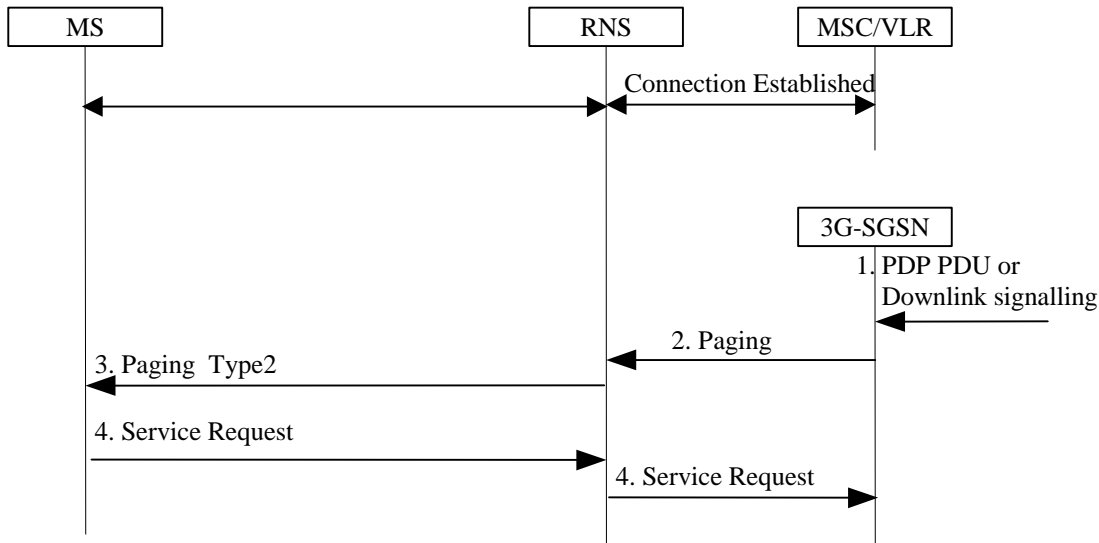 MS
RNS
MSC/VLR
Connection Established
3G-SGSN
1. PDP PDU or
Downlink signalling
2. Paging
3. Paging Type2
4. Service Request
4. Service Request